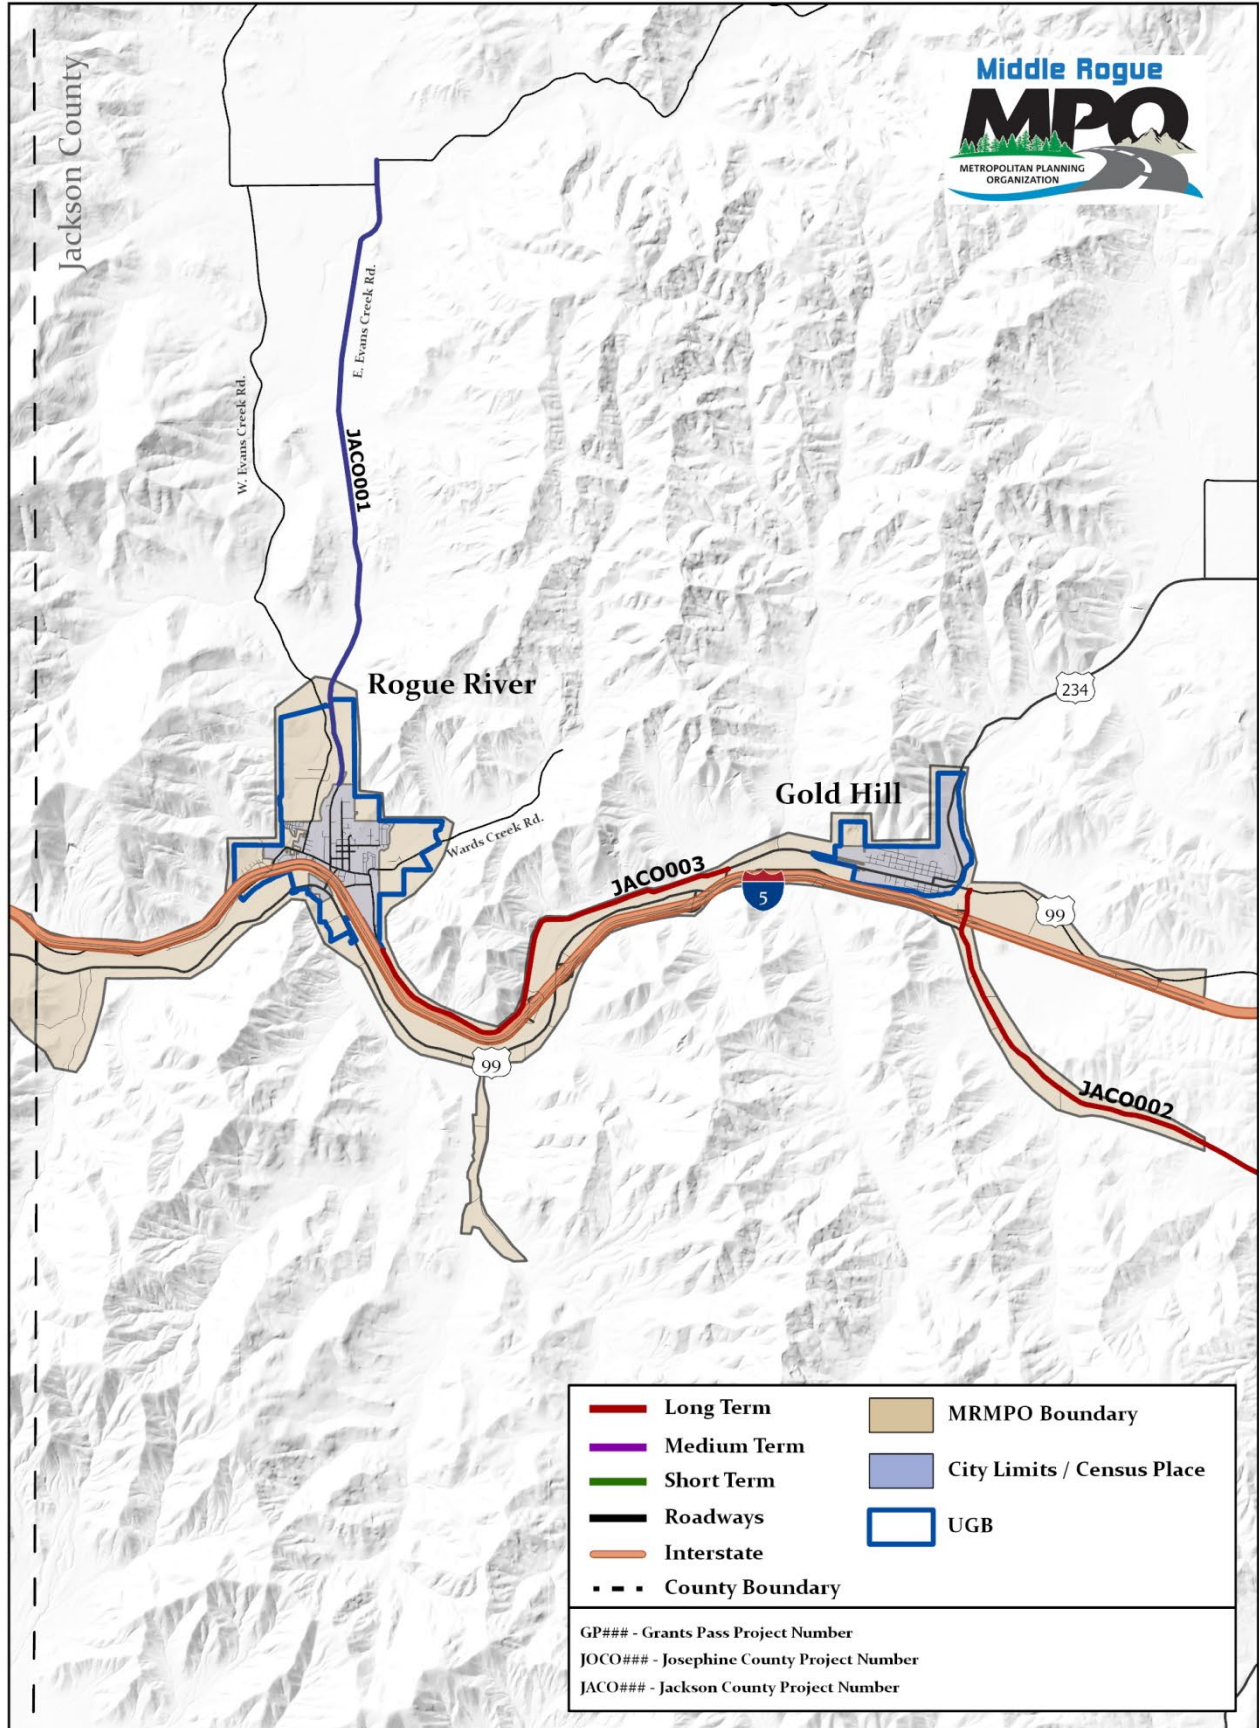 Jackson County
Middle Rogue
MPO
METROPOLITAN PLANNING
ORGANIZATION
E. Evans Creek Rd.
W. Evans Creek Rd.
JACO001
Rogue River
234
Gold Hill
Wards Creek Rd.
JACO003
5
99
99
JACO002
Long Term
Medium Term
Short Term
Roadways
Interstate
County Boundary
MRMPO Boundary
City Limits / Census Place
UGB
GP### - Grants Pass Project Number
JOCO### - Josephine County Project Number
JACO### - Jackson County Project Number